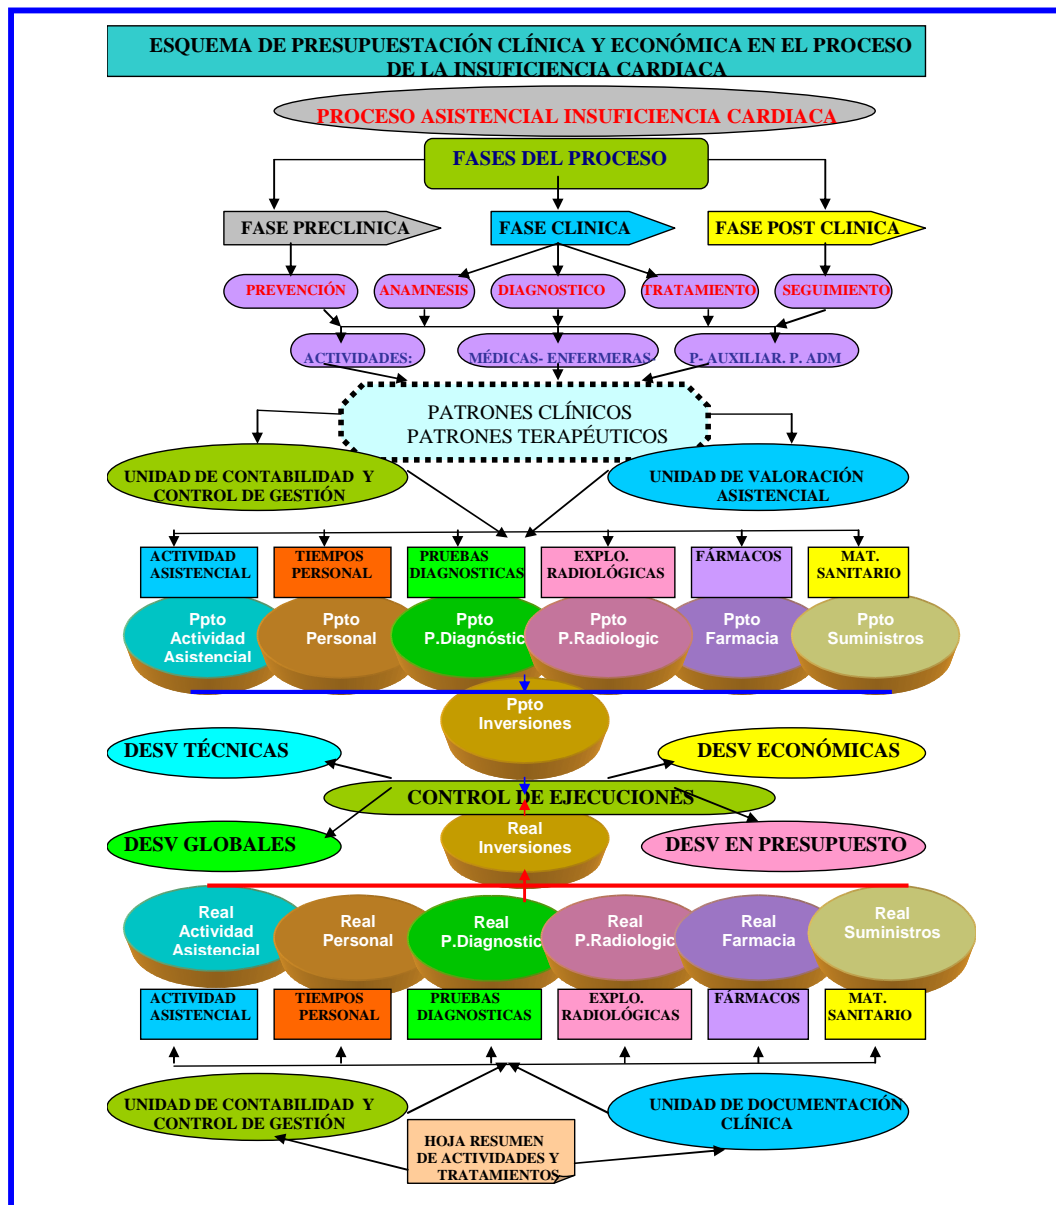 ESQUEMA DE PRESUPUESTACIÓN CLÍNICA Y ECONÓMICA EN EL PROCESO
DE LA INSUFICIENCIA CARDIACA
PROCESO ASISTENCIAL INSUFICIENCIA CARDIACA
FASES DEL PROCESO
FASE PRECLINICA
FASE CLINICA
FASE POST CLINICA
PREVENCIÓN
ANAMNESIS
DIAGNOSTICO
TRATAMIENTO
SEGUIMIENTO
ACTIVIDADES:
MÉDICAS- ENFERMERAS-
P- AUXILIAR. P. ADM
PATRONES CLÍNICOS
PATRONES TERAPÉUTICOS
UNIDAD DE CONTABILIDAD Y
CONTROL DE GESTIÓN
UNIDAD DE VALORACIÓN
ASISTENCIAL
ACTIVIDAD
ASISTENCIAL
TIEMPOS
PERSONAL
PRUEBAS
DIAGNOSTICAS
EXPLO.
RADIOLÓGICAS
FÁRMACOS
MAT.
SANITARIO
Ppto
Actividad
Asistencial
Ppto
Personal
Ppto
P.Diagnóstic
Ppto
P.Radiologic
Ppto
Farmacia
Ppto
Suministros
Ppto
Inversiones
DESV TÉCNICAS
DESV ECONÓMICAS
CONTROL DE EJECUCIONES
DESV GLOBALES
Real
Inversiones
DESV EN PRESUPUESTO
Real
Actividad
Asistencial
Real
Personal
Real
P.Diagnostic
Real
P.Radiologic
Real
Farmacia
Real
Suministros
ACTIVIDAD
ASISTENCIAL
TIEMPOS
PERSONAL
PRUEBAS
DIAGNOSTICAS
EXPLO.
RADIOLÓGICAS
FÁRMACOS
MAT.
SANITARIO
UNIDAD DE CONTABILIDAD Y
CONTROL DE GESTIÓN
UNIDAD DE DOCUMENTACIÓN
CLÍNICA
HOJA RESUMEN
DE ACTIVIDADES Y
TRATAMIENTOS